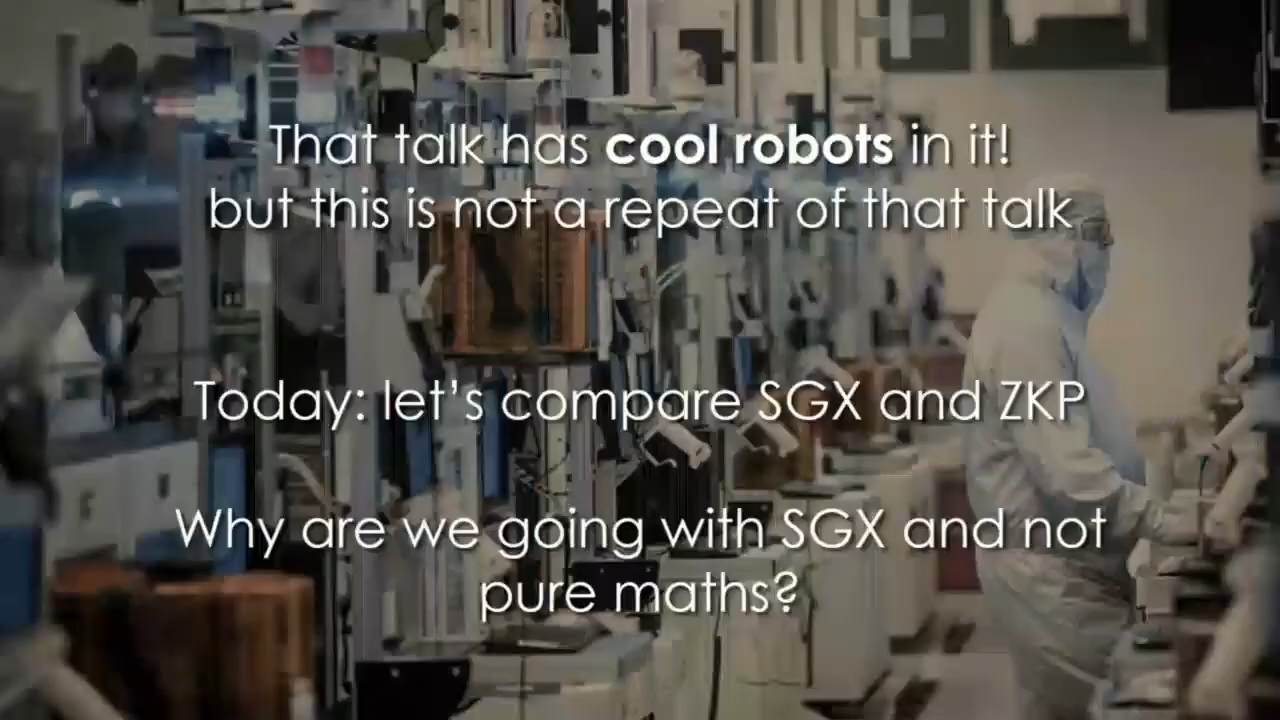 That talk has cool robots in it!
but this is not a repeat of that talk
Today: let's compare SGX and ZKP
Why are we going with SGX and not
pure maths?